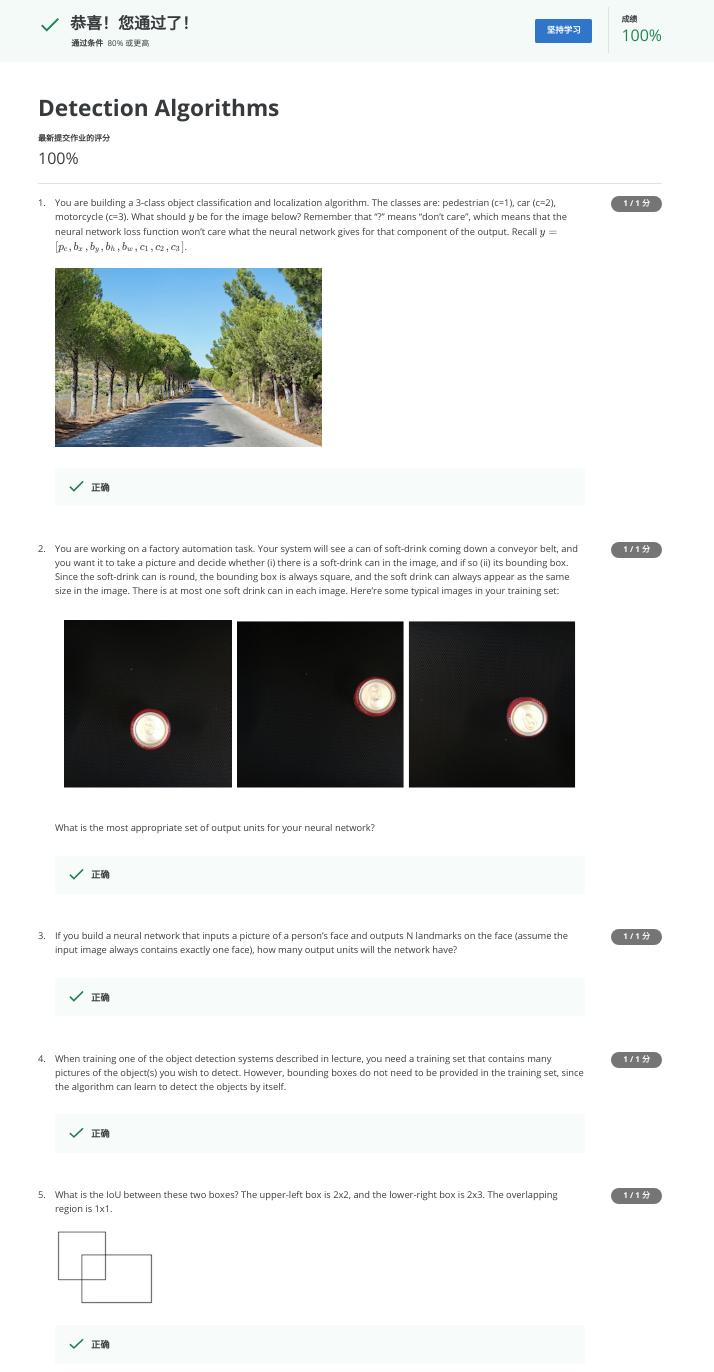 恭喜！您通过了！
通过条件 80% 或更高
坚持学习
成绩
100%
Detection Algorithms
最新提交作业的评分
100%
1. You are building a 3-class object classification and localization algorithm. The classes are: pedestrian (c=1), car (c=2),
motorcycle (c=3). What should y be for the image below? Remember that “?” means “don’t care”, which means that the
neural network loss function won’t care what the neural network gives for that component of the output. Recall y =
[p_c, b_x, b_y, b_h, b_w, c_1, c_2, c_3].
1 / 1 分
正确
2. You are working on a factory automation task. Your system will see a can of soft-drink coming down a conveyor belt, and
you want it to take a picture and decide whether (i) there is a soft-drink can in the image, and if so (ii) its bounding box.
Since the soft-drink can is round, the bounding box is always square, and the soft drink can always appear as the same
size in the image. There is at most one soft drink can in each image. Here’re some typical images in your training set:
1 / 1 分
What is the most appropriate set of output units for your neural network?
正确
3. If you build a neural network that inputs a picture of a person’s face and outputs N landmarks on the face (assume the
input image always contains exactly one face), how many output units will the network have?
1 / 1 分
正确
4. When training one of the object detection systems described in lecture, you need a training set that contains many
pictures of the object(s) you wish to detect. However, bounding boxes do not need to be provided in the training set, since
the algorithm can learn to detect the objects by itself.
1 / 1 分
正确
5. What is the IoU between these two boxes? The upper-left box is 2x2, and the lower-right box is 2x3. The overlapping
region is 1x1.
1 / 1 分
正确